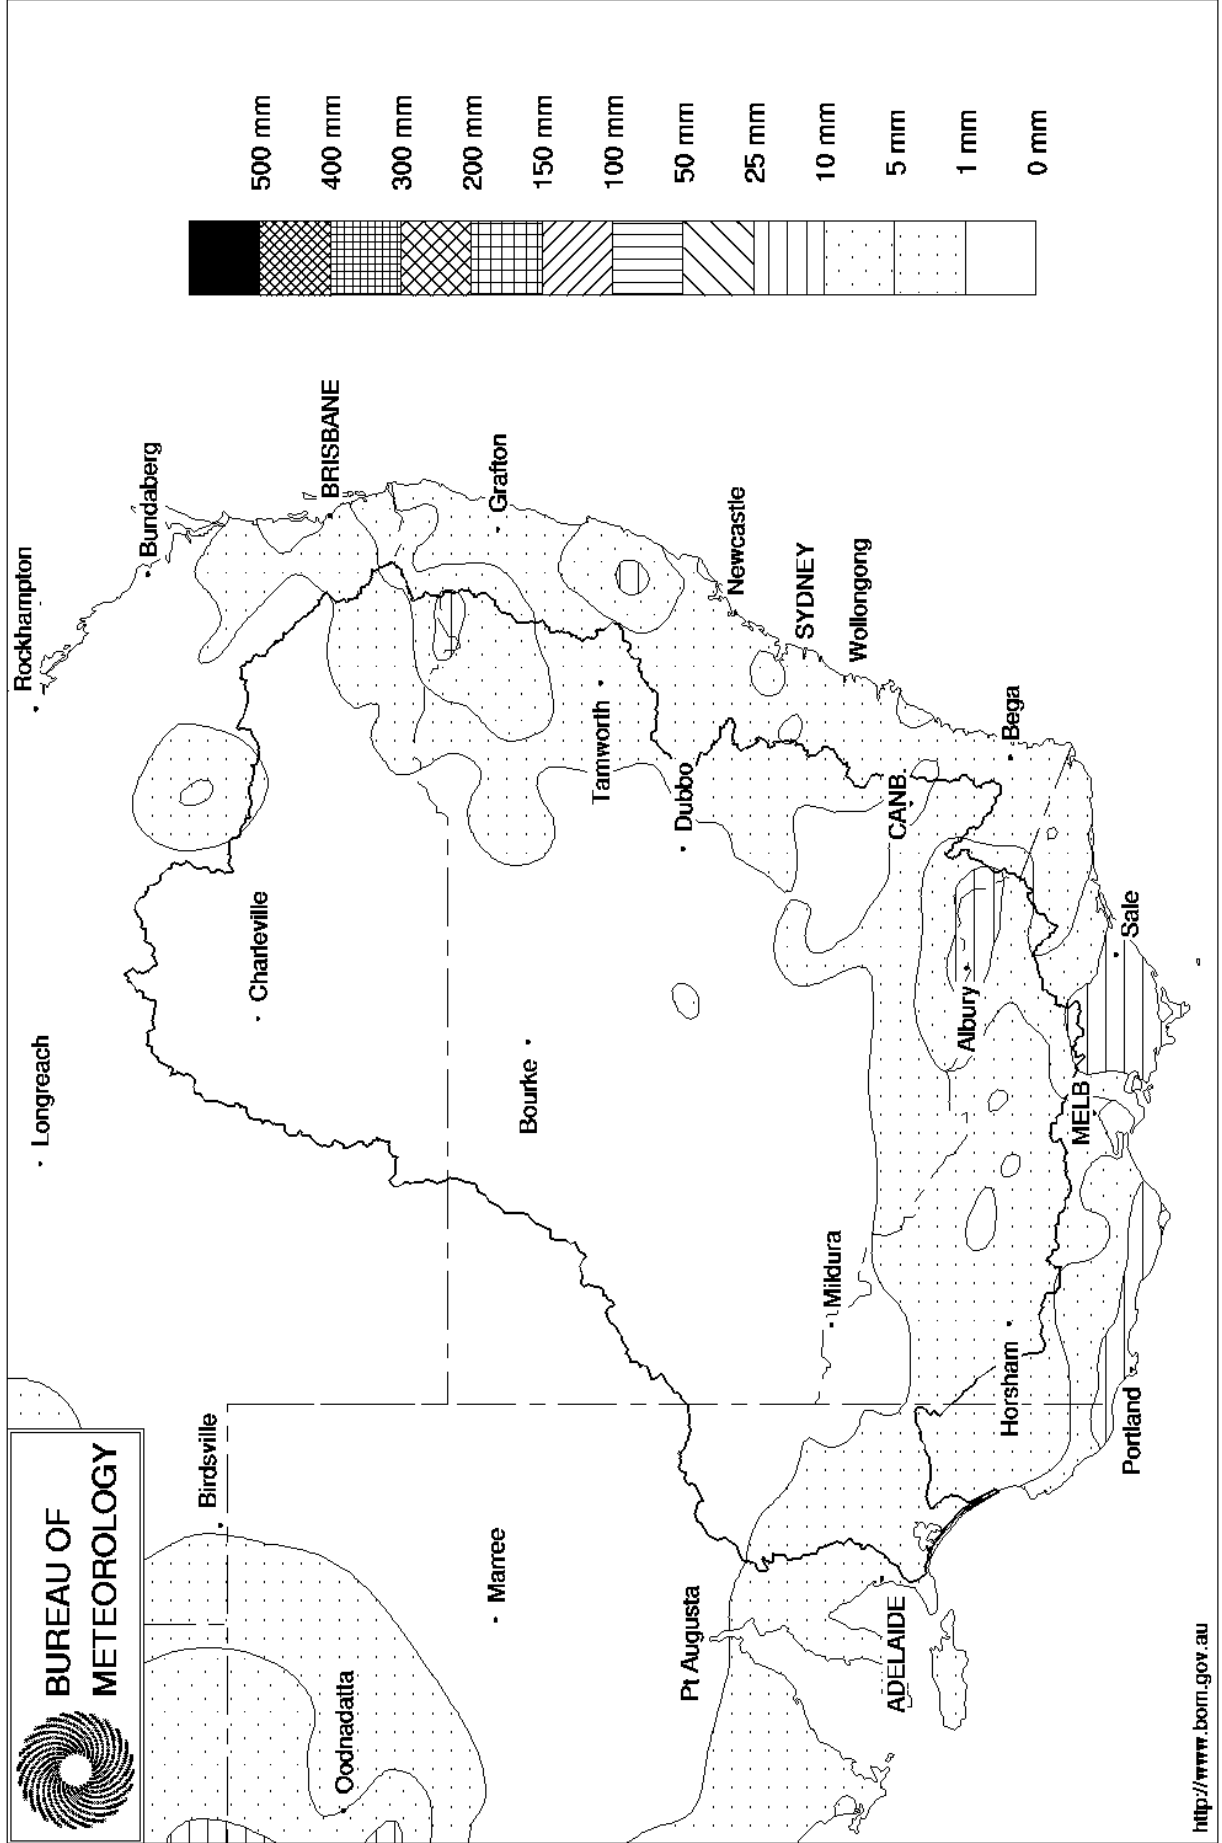 BUREAU OF
METEOROLOGY
Longreach
Rockhampton
Bundaberg
Birdsville
Charleville
BRISBANE
Oodnadatta
Marree
Bourke
Grafton
Tamworth
Pt Augusta
Dubbo
Newcastle
Mildura
SYDNEY
Wollongong
ADELAIDE
CANB.
Albury
Horsham
Bega
MELB
Portland
Sale
500 mm
400 mm
300 mm
200 mm
150 mm
100 mm
50 mm
25 mm
10 mm
5 mm
1 mm
0 mm
http://www.bom.gov.au